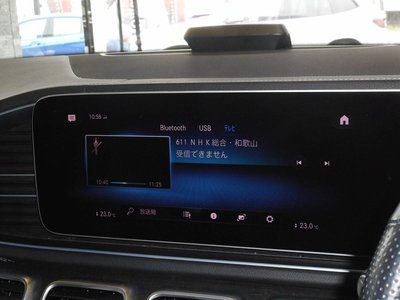 10:58
Bluetooth USB テレビ
611 NHK総合・和歌山
受信できません
10:40 11:25
放送局
23.0℃ 23.0℃